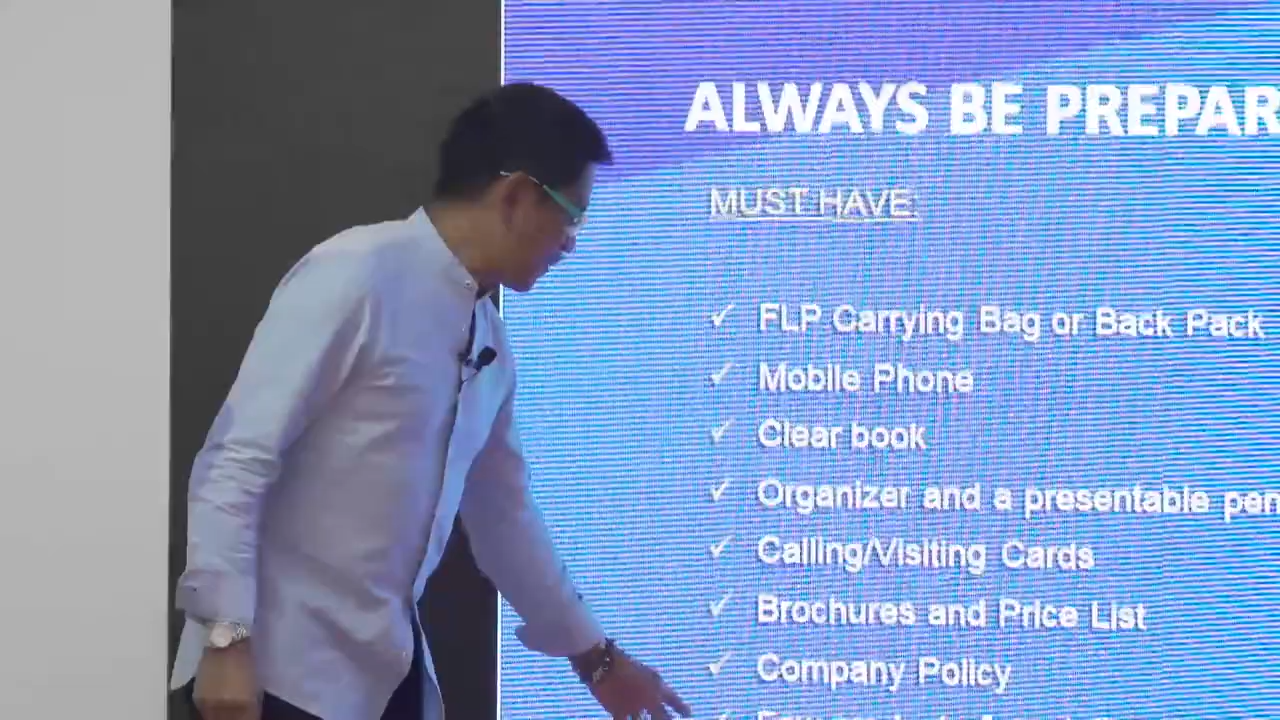 ALWAYS BE PREPAR
MUST HAVE:
✓ FLP Carrying Bag or Back Pack
✓ Mobile Phone
✓ Clear book
✓ Organizer and a presentable pen
✓ Calling/Visiting Cards
✓ Brochures and Price List
✓ Company Policy